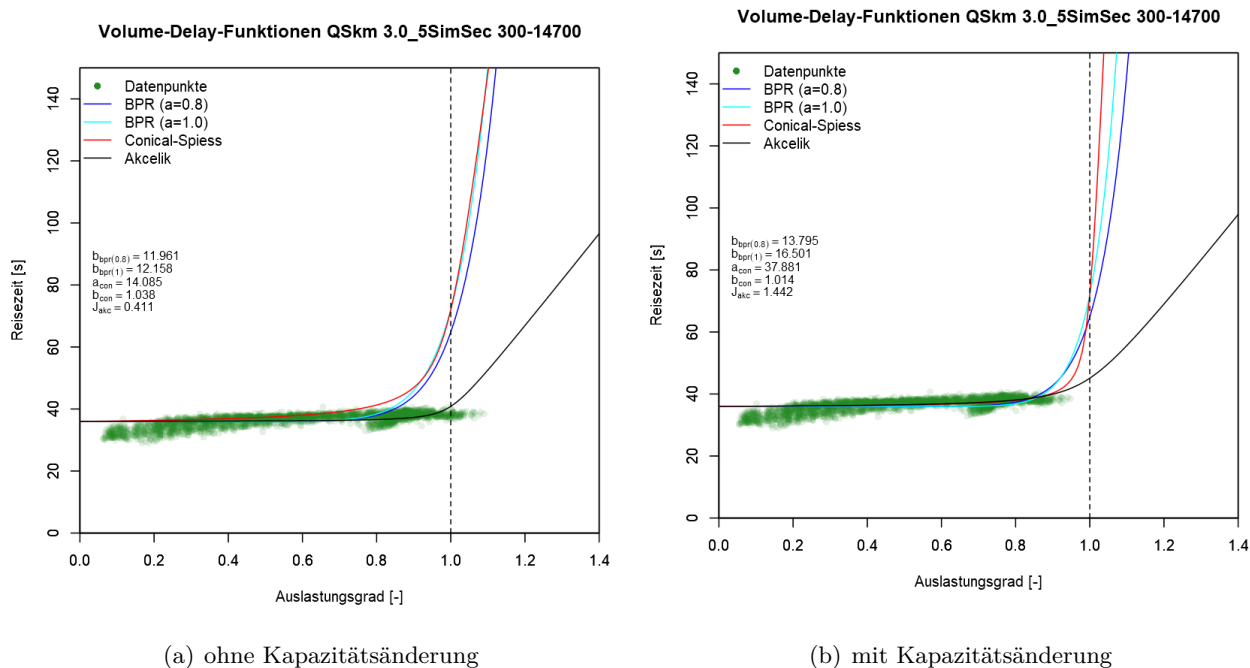 Volume-Delay-Funktionen QSkm 3.0_5SimSec 300-14700
Datenpunkte
BPR (a=0.8)
BPR (a=1.0)
Conical-Spiess
Akcelik
b_bpr(0.8) = 11.961
b_bpr(1) = 12.158
a_con = 14.085
b_con = 1.038
J_akc = 0.411
Reisezeit [s]
0
20
40
60
80
100
120
140
0.0
0.2
0.4
0.6
0.8
1.0
1.2
1.4
Auslastungsgrad [-]
(a) ohne Kapazitätsänderung
Volume-Delay-Funktionen QSkm 3.0_5SimSec 300-14700
Datenpunkte
BPR (a=0.8)
BPR (a=1.0)
Conical-Spiess
Akcelik
b_bpr(0.8) = 13.795
b_bpr(1) = 16.501
a_con = 37.881
b_con = 1.014
J_akc = 1.442
Reisezeit [s]
0
20
40
60
80
100
120
140
0.0
0.2
0.4
0.6
0.8
1.0
1.2
1.4
Auslastungsgrad [-]
(b) mit Kapazitätsänderung